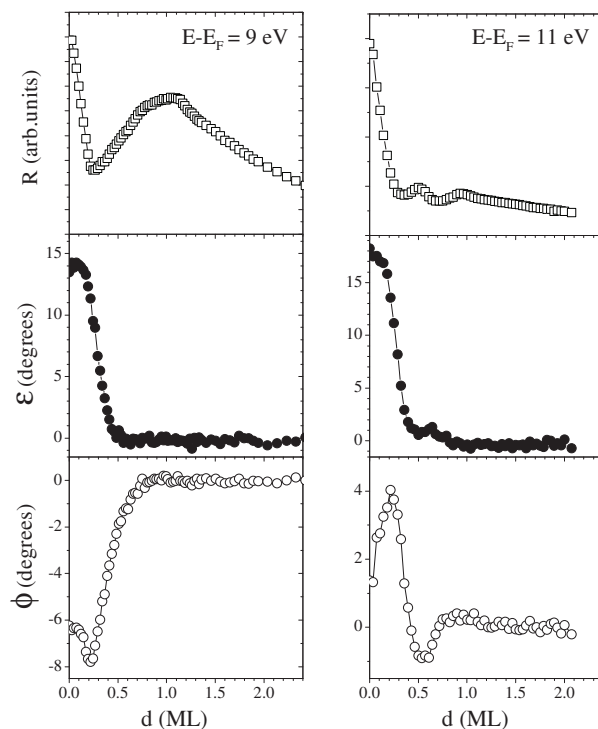 E-E_F = 9 eV
E-E_F = 11 eV
R (arb.units)
15
10
5
0
ε (degrees)
15
10
5
0
0
-2
-4
-6
-8
ϕ (degrees)
4
2
0
0.0 0.5 1.0 1.5 2.0
0.0 0.5 1.0 1.5 2.0
d (ML)
d (ML)